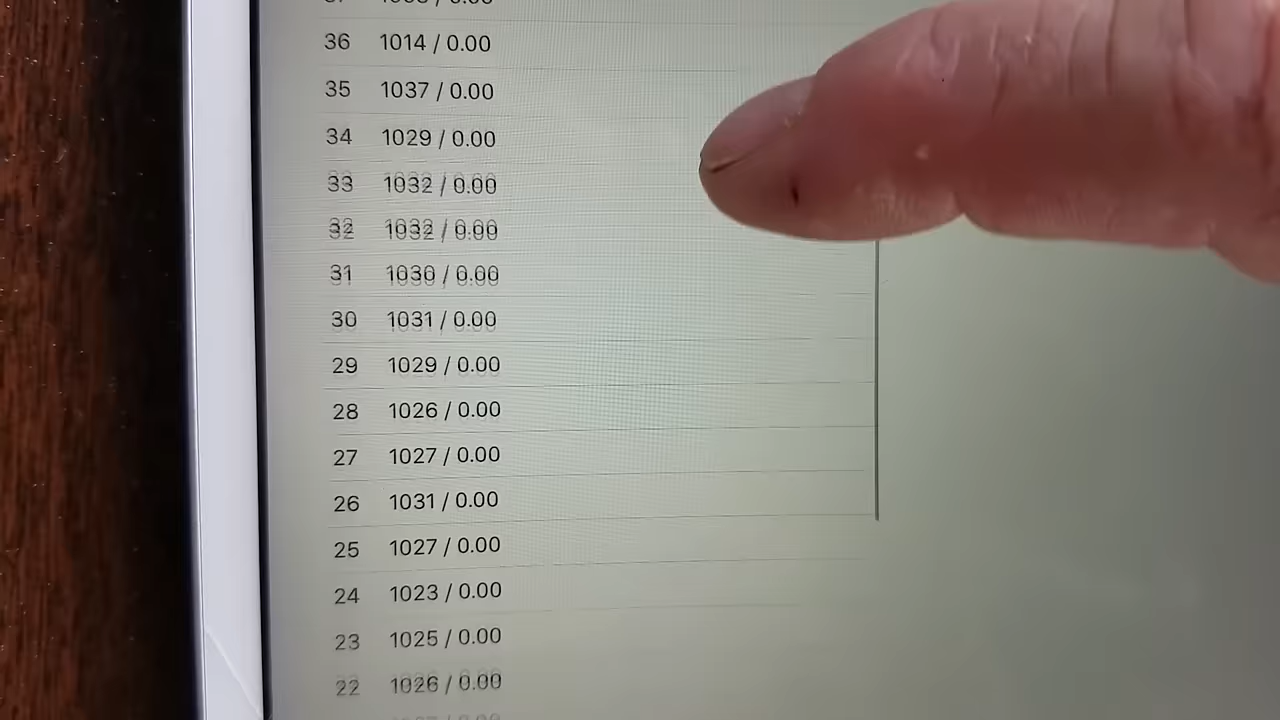 36 1014 / 0.00
35 1037 / 0.00
34 1029 / 0.00
33 1032 / 0.00
32 1032 / 0.00
31 1030 / 0.00
30 1031 / 0.00
29 1029 / 0.00
28 1026 / 0.00
27 1027 / 0.00
26 1031 / 0.00
25 1027 / 0.00
24 1023 / 0.00
23 1025 / 0.00
22 1026 / 0.00